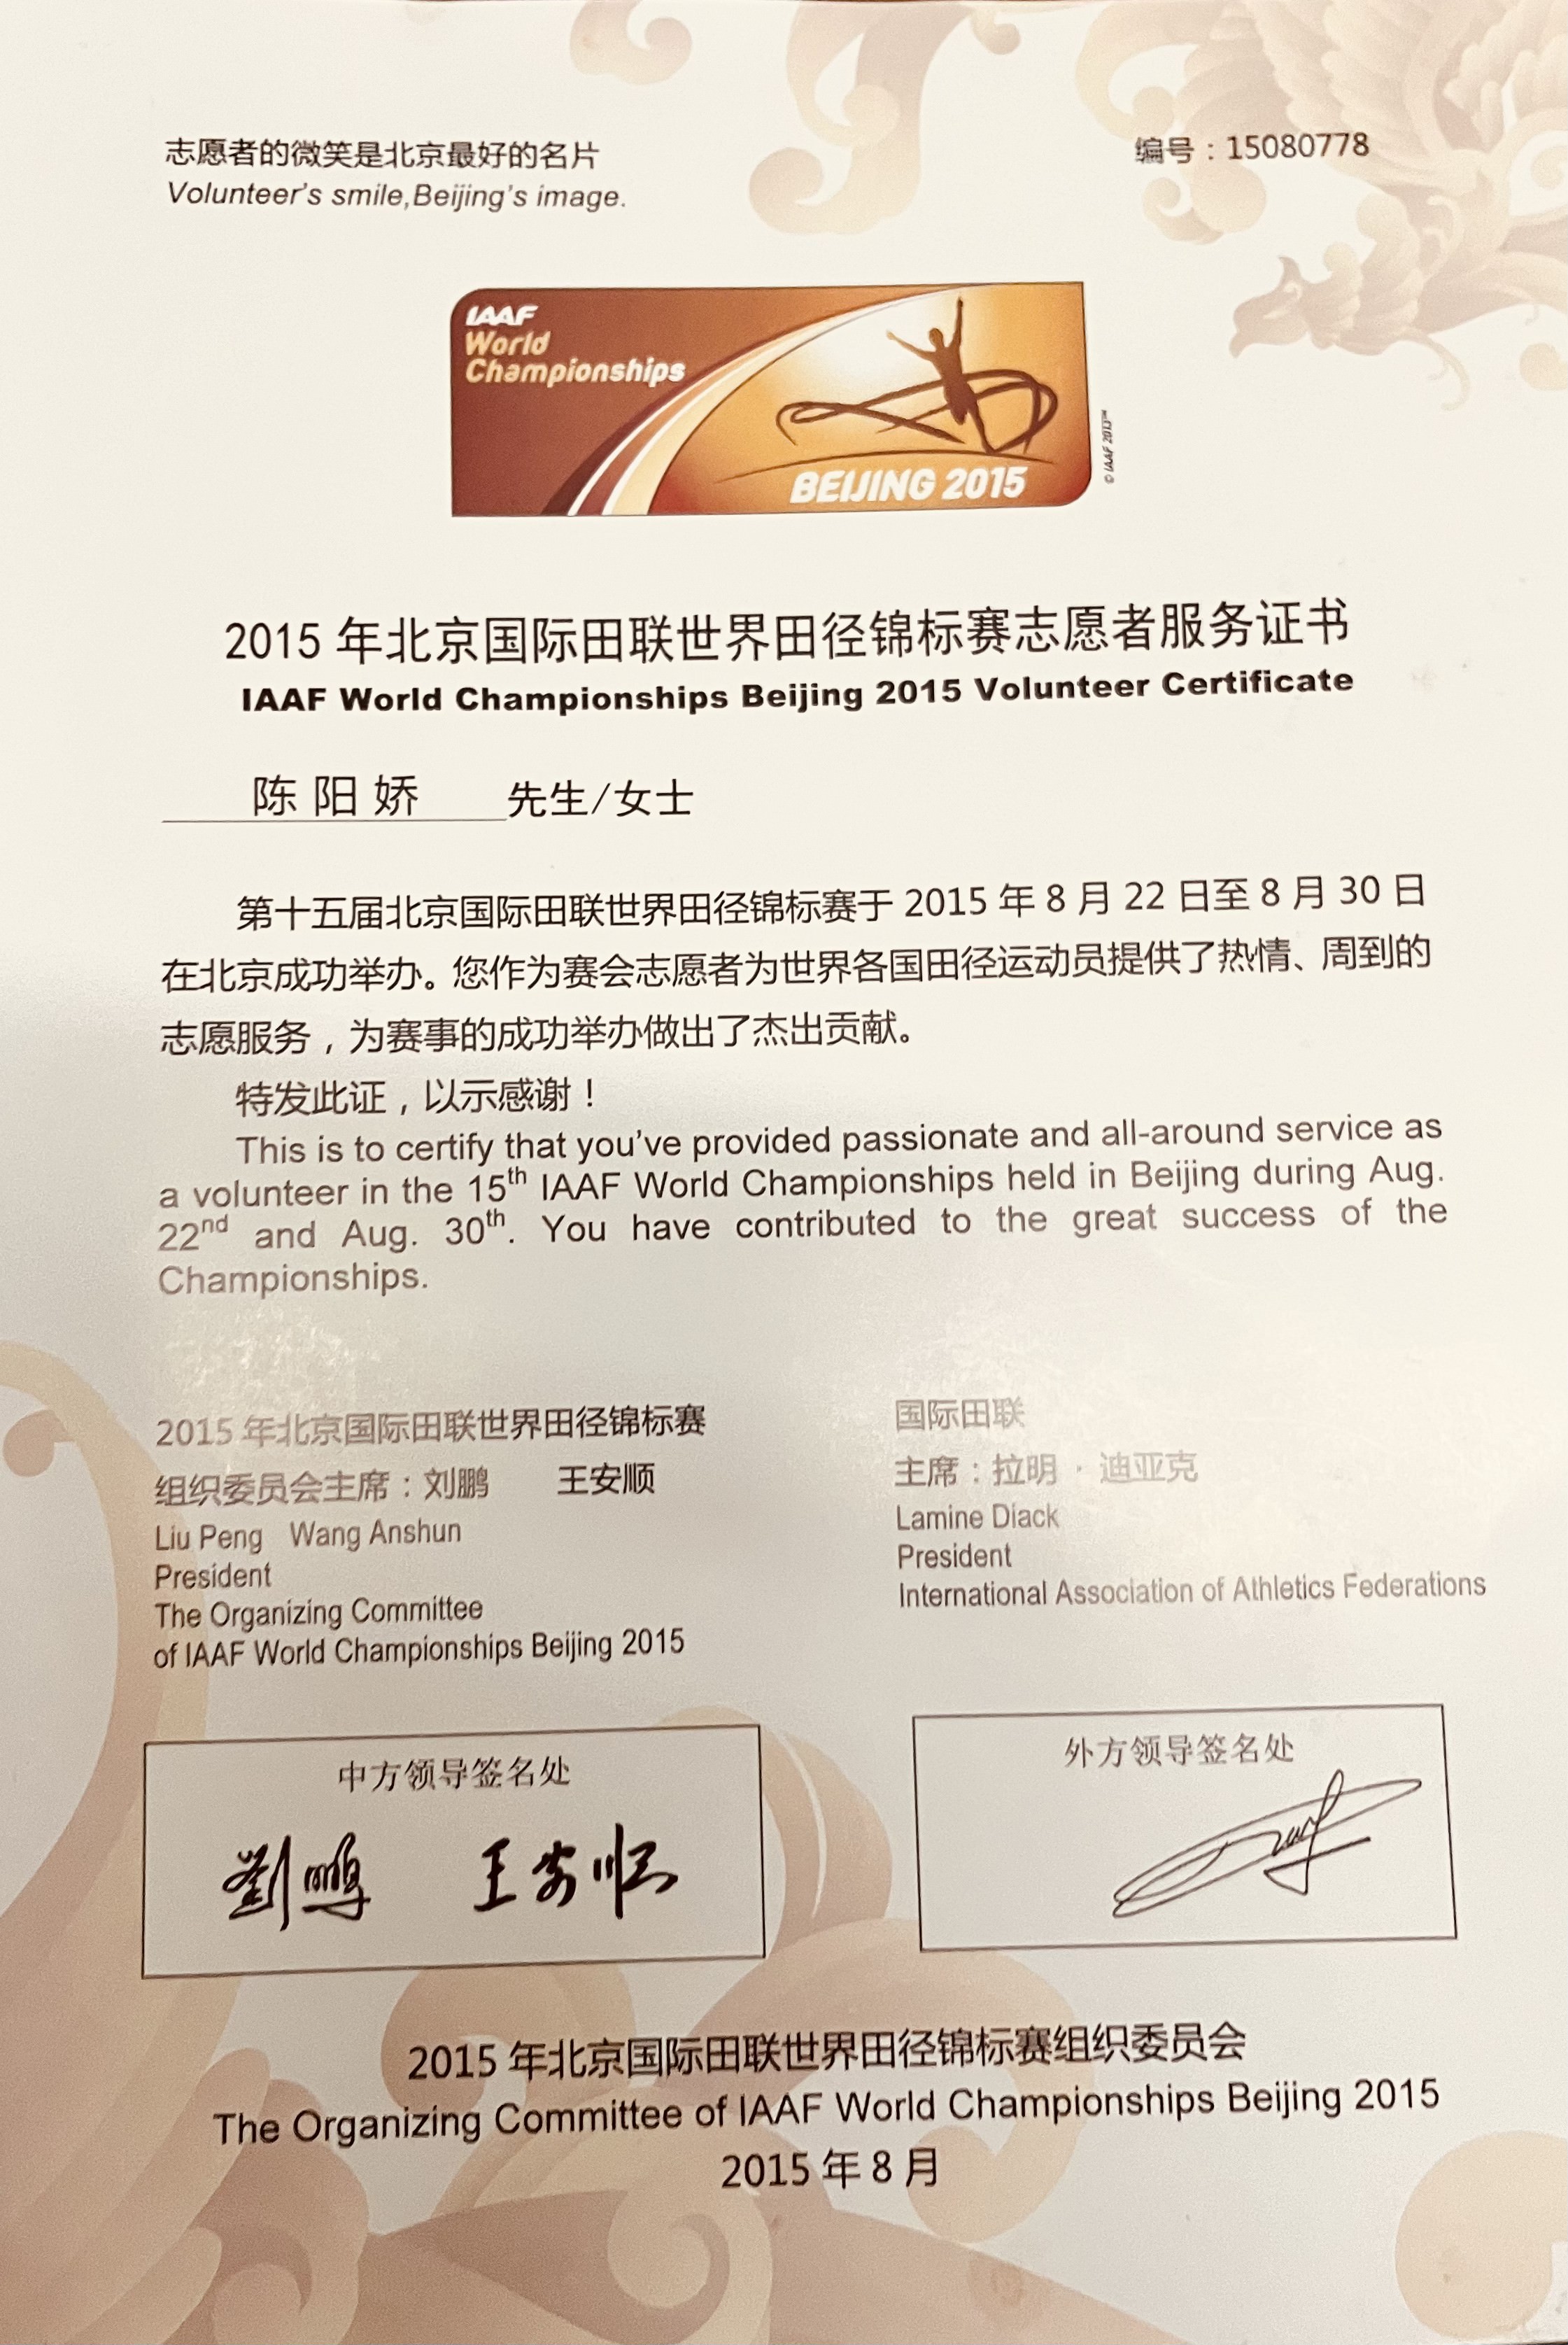 志愿者的微笑是北京最好的名片
Volunteer's smile,Beijing's image.
编号：15080778
IAAF
World
Championships
BEIJING 2015
© IAAF 2013™
2015 年北京国际田联世界田径锦标赛志愿者服务证书
IAAF World Championships Beijing 2015 Volunteer Certificate
陈阳娇 先生/女士
第十五届北京国际田联世界田径锦标赛于 2015 年 8 月 22 日至 8 月 30 日
在北京成功举办。您作为赛会志愿者为世界各国田径运动员提供了热情、周到的
志愿服务，为赛事的成功举办做出了杰出贡献。
特发此证，以示感谢！
This is to certify that you've provided passionate and all-around service as
a volunteer in the 15th IAAF World Championships held in Beijing during Aug.
22nd and Aug. 30th. You have contributed to the great success of the
Championships.
2015 年北京国际田联世界田径锦标赛
组织委员会主席：刘鹏 王安顺
Liu Peng Wang Anshun
President
The Organizing Committee
of IAAF World Championships Beijing 2015
国际田联
主席：拉明 · 迪亚克
Lamine Diack
President
International Association of Athletics Federations
中方领导签名处
劉鹏 王安顺
外方领导签名处
2015 年北京国际田联世界田径锦标赛组织委员会
The Organizing Committee of IAAF World Championships Beijing 2015
2015 年 8 月